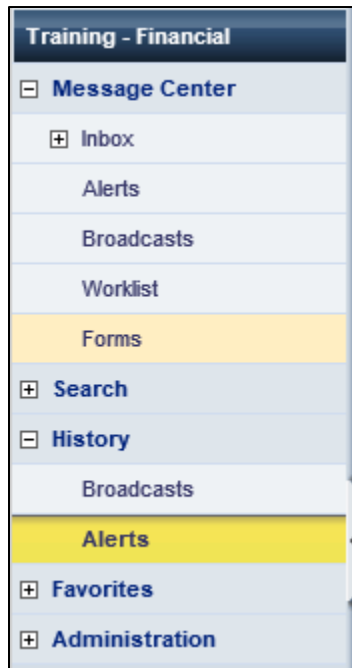 Training - Financial
Message Center
Inbox
Alerts
Broadcasts
Worklist
Forms
Search
History
Broadcasts
Alerts
Favorites
Administration